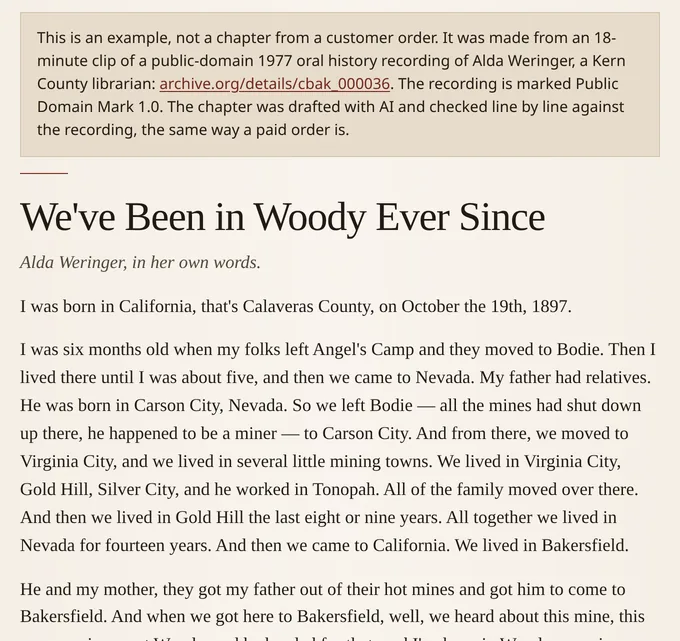 This is an example, not a chapter from a customer order. It was made from an 18-
minute clip of a public-domain 1977 oral history recording of Alda Weringer, a Kern
County librarian: archive.org/details/cbak_000036. The recording is marked Public
Domain Mark 1.0. The chapter was drafted with AI and checked line by line against
the recording, the same way a paid order is.
We've Been in Woody Ever Since
Alda Weringer, in her own words.
I was born in California, that's Calaveras County, on October the 19th, 1897.
I was six months old when my folks left Angel's Camp and they moved to Bodie. Then I
lived there until I was about five, and then we came to Nevada. My father had relatives.
He was born in Carson City, Nevada. So we left Bodie — all the mines had shut down
up there, he happened to be a miner — to Carson City. And from there, we moved to
Virginia City, and we lived in several little mining towns. We lived in Virginia City,
Gold Hill, Silver City, and he worked in Tonopah. All of the family moved over there.
And then we lived in Gold Hill the last eight or nine years. All together we lived in
Nevada for fourteen years. And then we came to California. We lived in Bakersfield.
He and my mother, they got my father out of their hot mines and got him to come to
Bakersfield. And when we got here to Bakersfield, well, we heard about this mine, this